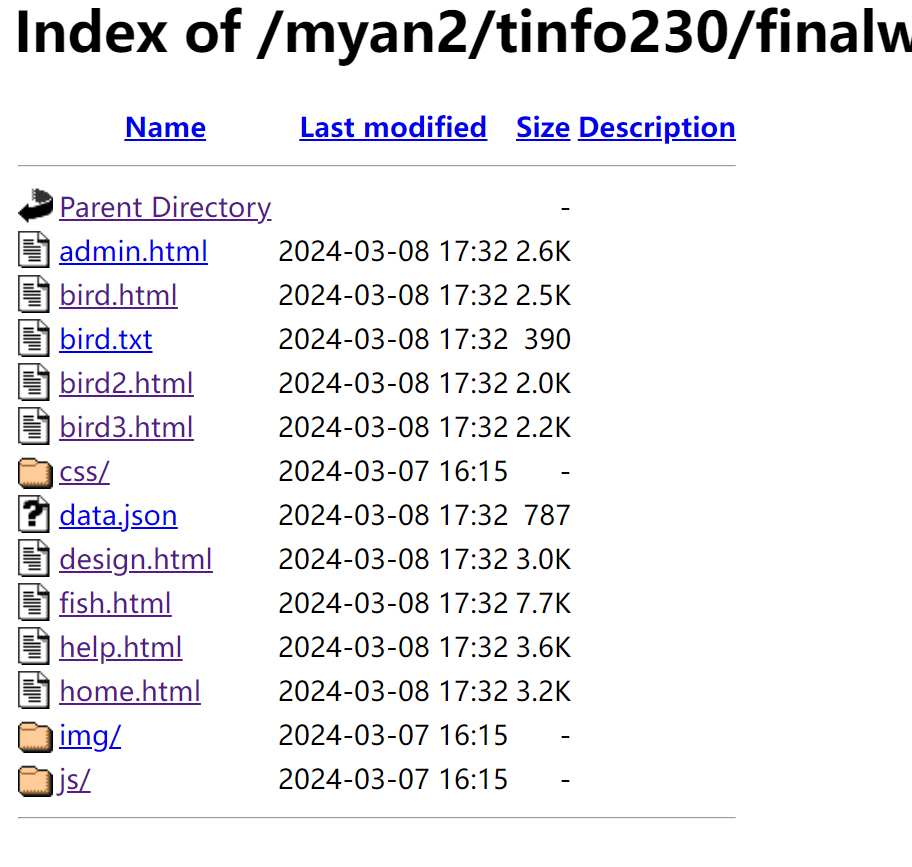 Index of /myan2/tinfo230/finalw
Name Last modified Size Description
Parent Directory -
admin.html 2024-03-08 17:32 2.6K
bird.html 2024-03-08 17:32 2.5K
bird.txt 2024-03-08 17:32 390
bird2.html 2024-03-08 17:32 2.0K
bird3.html 2024-03-08 17:32 2.2K
css/ 2024-03-07 16:15 -
data.json 2024-03-08 17:32 787
design.html 2024-03-08 17:32 3.0K
fish.html 2024-03-08 17:32 7.7K
help.html 2024-03-08 17:32 3.6K
home.html 2024-03-08 17:32 3.2K
img/ 2024-03-07 16:15 -
js/ 2024-03-07 16:15 -